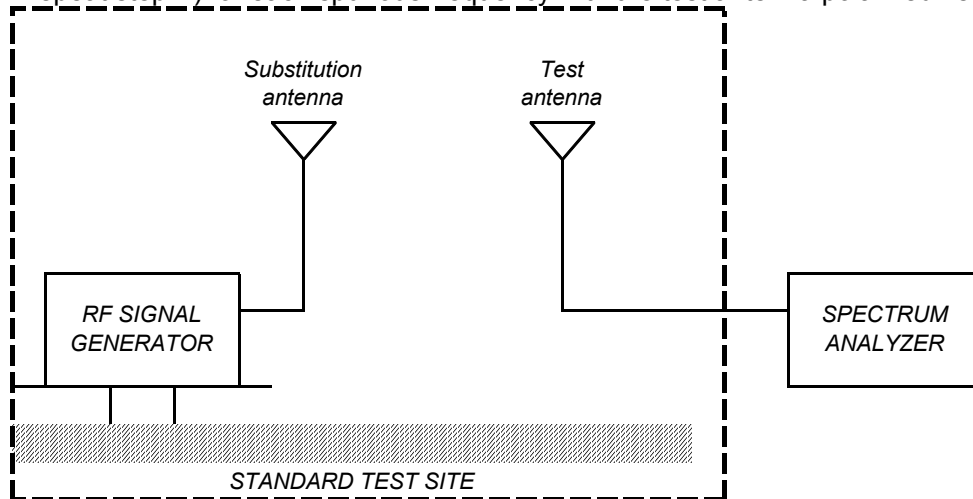 Substitution
antenna
Test
antenna
RF SIGNAL
GENERATOR
SPECTRUM
ANALYZER
STANDARD TEST SITE